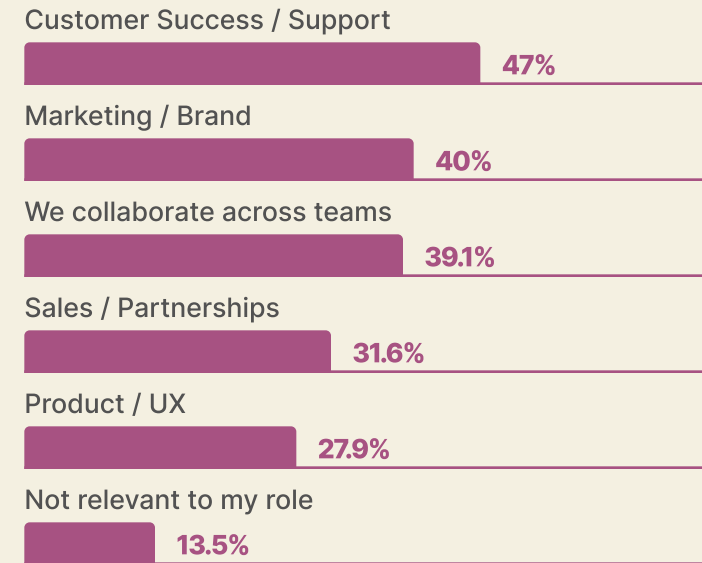 Customer Success / Support
47%
Marketing / Brand
40%
We collaborate across teams
39.1%
Sales / Partnerships
31.6%
Product / UX
27.9%
Not relevant to my role
13.5%